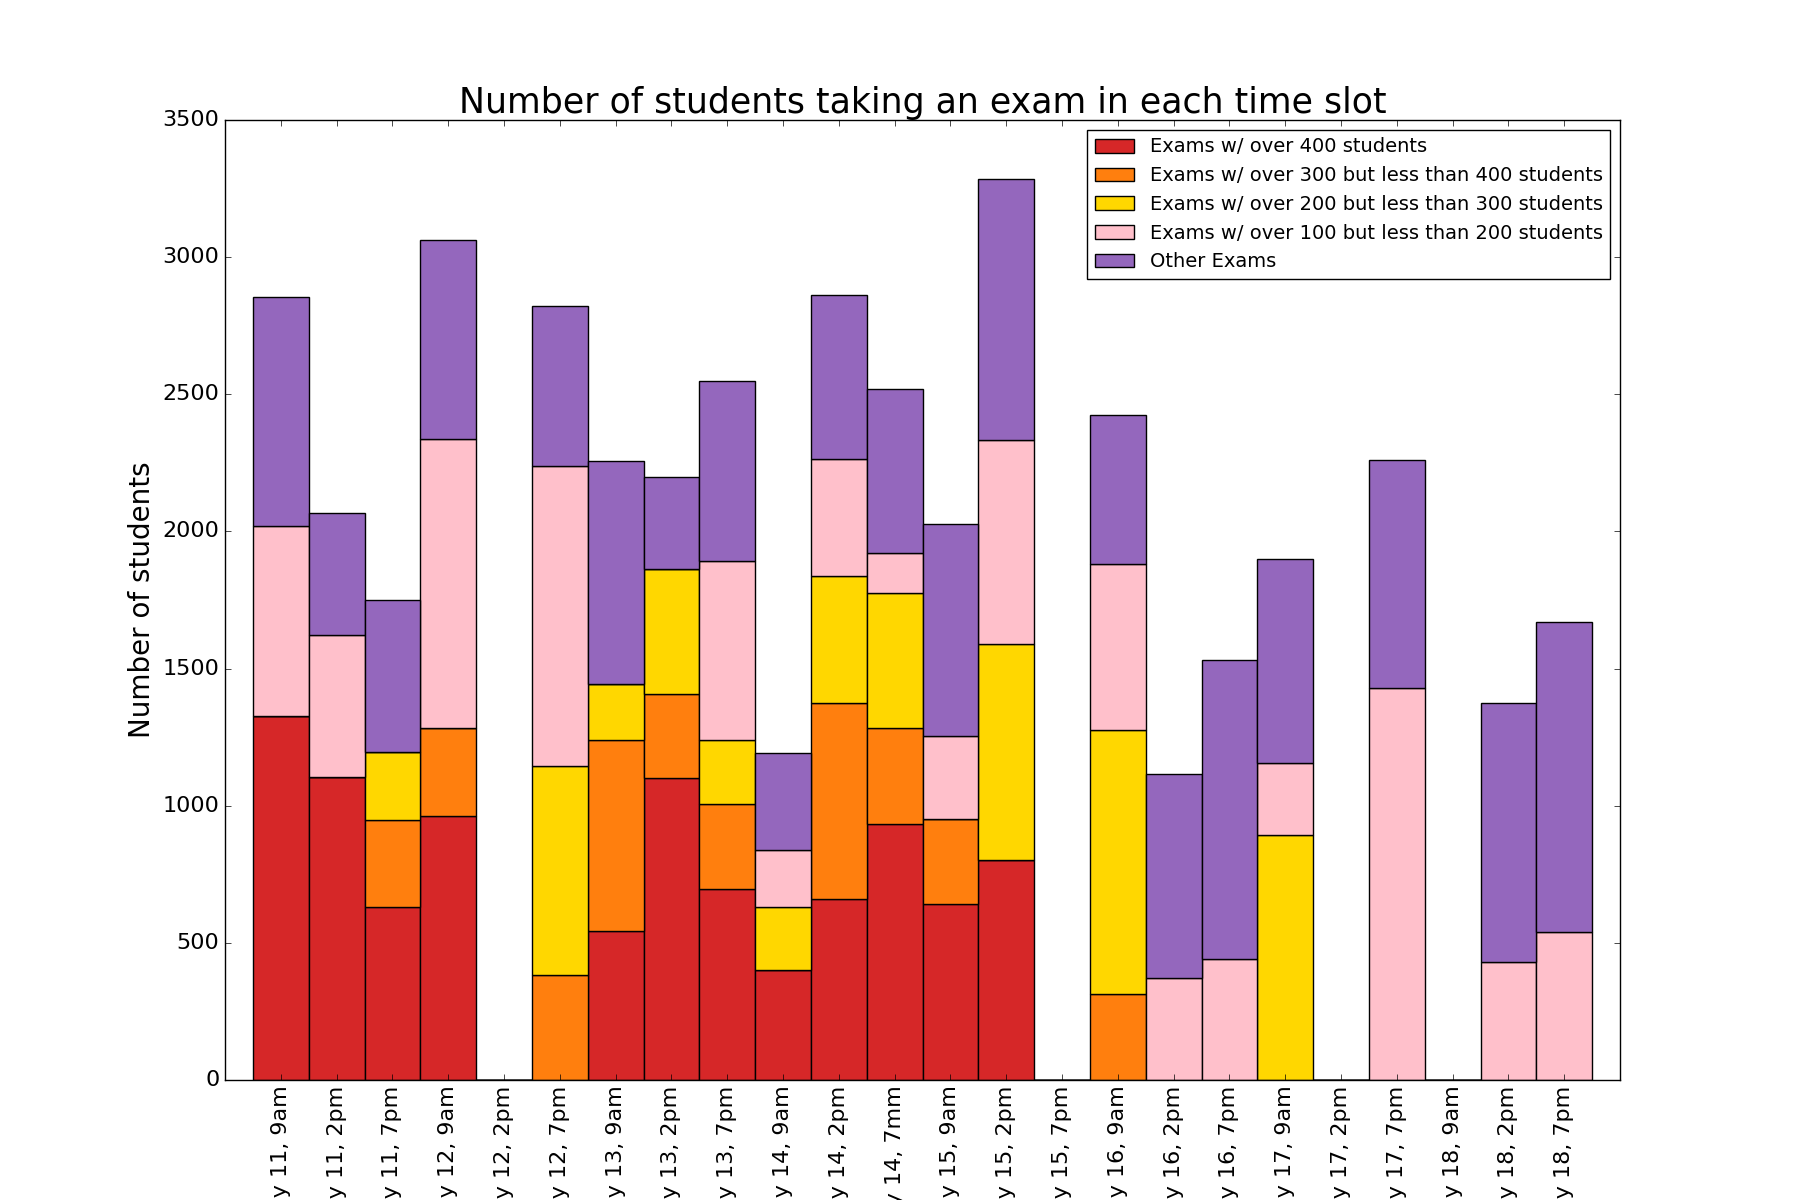 Number of students taking an exam in each time slot
Exams w/ over 400 students
Exams w/ over 300 but less than 400 students
Exams w/ over 200 but less than 300 students
Exams w/ over 100 but less than 200 students
Other Exams
Number of students
3500
3000
2500
2000
1500
1000
500
0
y 11, 9am
y 11, 2pm
y 11, 7pm
y 12, 9am
y 12, 2pm
y 12, 7pm
y 13, 9am
y 13, 2pm
y 13, 7pm
y 14, 9am
y 14, 2pm
y 14, 7mm
y 15, 9am
y 15, 2pm
y 15, 7pm
y 16, 9am
y 16, 2pm
y 16, 7pm
y 17, 9am
y 17, 2pm
y 17, 7pm
y 18, 9am
y 18, 2pm
y 18, 7pm